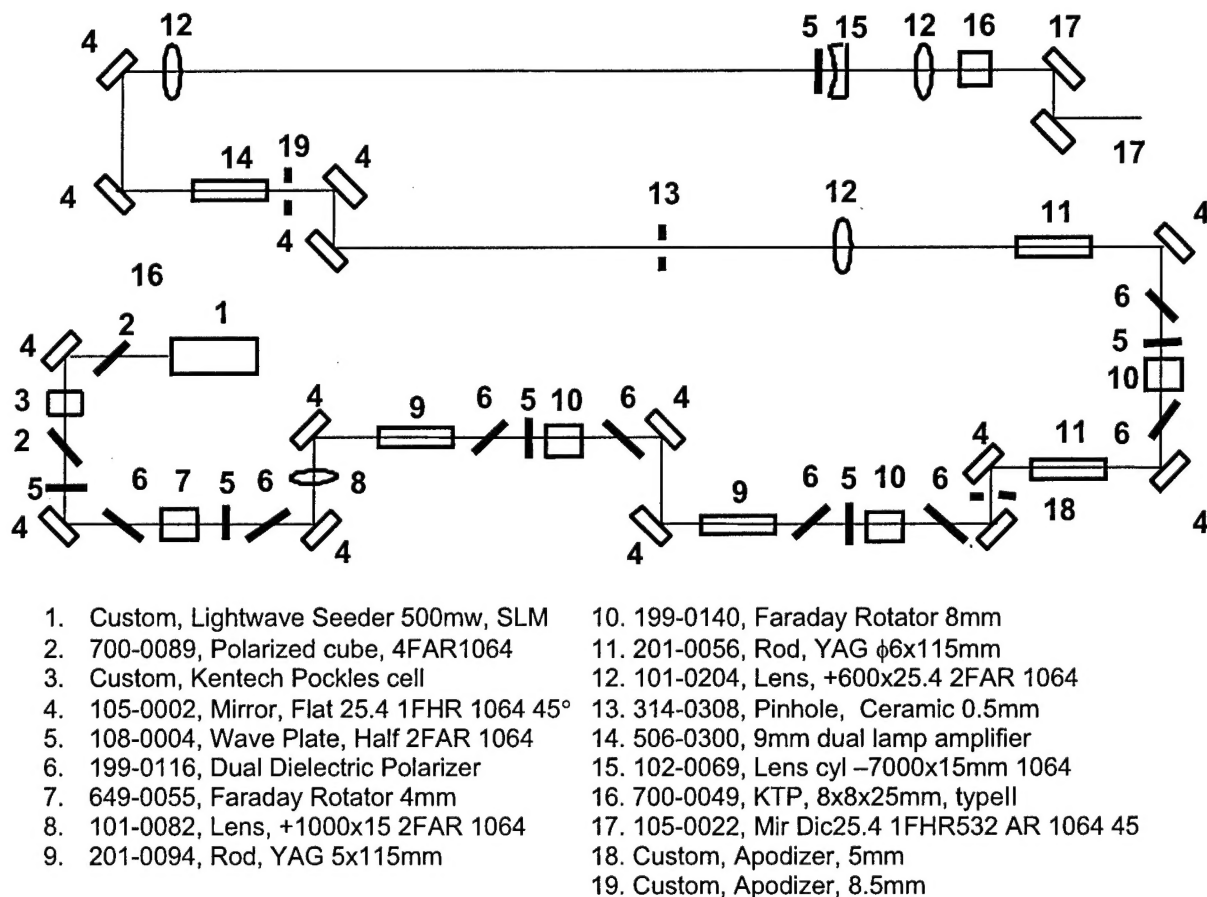 12
5 15 12 16 17
4
17
4 14 19 4
4
13 12 11 4
16
2 1
4
3
2
5
4
6 7 5 6
8
4
4 9 6 5 10 6 4
4 9 6 5 10 6
4
18
11
4
6
5
10
6
1. Custom, Lightwave Seeder 500mw, SLM
2. 700-0089, Polarized cube, 4FAR1064
3. Custom, Kentech Pockles cell
4. 105-0002, Mirror, Flat 25.4 1FHR 1064 45°
5. 108-0004, Wave Plate, Half 2FAR 1064
6. 199-0116, Dual Dielectric Polarizer
7. 649-0055, Faraday Rotator 4mm
8. 101-0082, Lens, +1000x15 2FAR 1064
9. 201-0094, Rod, YAG 5x115mm
10. 199-0140, Faraday Rotator 8mm
11. 201-0056, Rod, YAG ϕ6x115mm
12. 101-0204, Lens, +600x25.4 2FAR 1064
13. 314-0308, Pinhole, Ceramic 0.5mm
14. 506-0300, 9mm dual lamp amplifier
15. 102-0069, Lens cyl –7000x15mm 1064
16. 700-0049, KTP, 8x8x25mm, typeII
17. 105-0022, Mir Dic25.4 1FHR532 AR 1064 45
18. Custom, Apodizer, 5mm
19. Custom, Apodizer, 8.5mm